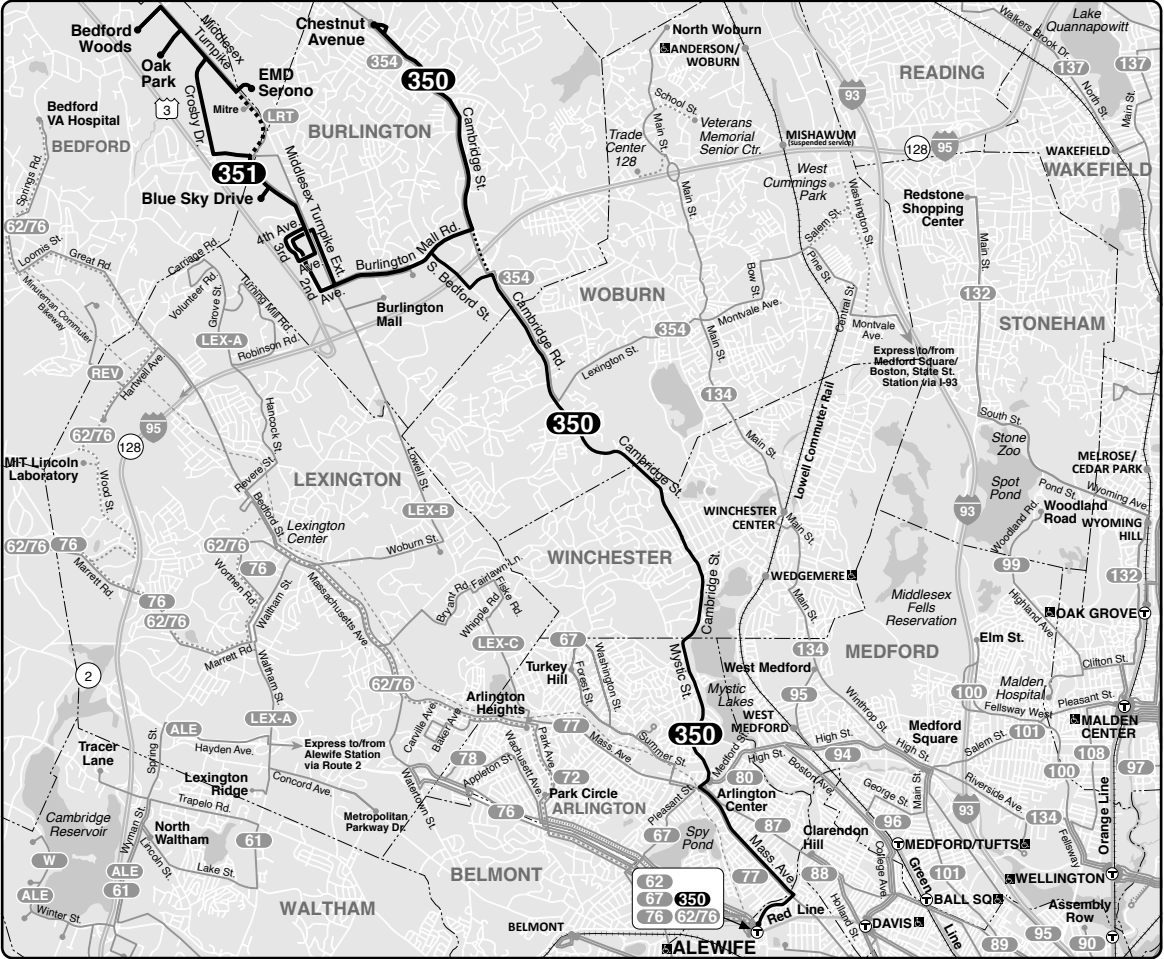 Bedford
Woods
Middlesex
Turnpike
Chestnut
Avenue
North Woburn
ANDERSON/
WOBURN
Lake
Quannapowitt
Walkers Brook Dr.
Oak
Park
EMD
Serono
354
350
READING
137
137
North St.
Main St.
3
Crosby Dr.
Mitre
LRT
Bedford
VA Hospital
BEDFORD
BURLINGTON
Cambridge St.
School St.
Main St.
Veterans
Memorial
Senior Ctr.
Trade
Center
128
93
MISHAWUM
(suspended service)
128
95
WAKEFIELD
WAKEFIELD
351
Blue Sky Drive
Middlesex Turnpike Ext.
Springs Rd.
62/76
West
Cummings
Park
Main St.
Washington St.
Redstone
Shopping
Center
Salem St.
Pine St.
Main St.
Loomis St.
Great Rd.
Carriage Rd.
4th Ave.
3rd
Ave.
2nd
Ave.
Burlington Mall Rd.
S. Bedford St.
354
Minuteman Commuter
Bikeway
Volunteer Rd.
Grove St.
Turning Mill Rd.
Burlington
Mall
WOBURN
Bow St.
Central St.
132
Montvale Ave.
Montvale
Ave.
STONEHAM
LEX-A
Robinson Rd.
Cambridge Rd.
354
Main St.
Lexington St.
Express to/from
Medford Square/
Boston, State St.
Station via I-93
REV
Hartwell Ave.
134
Lowell Commuter Rail
Hancock St.
95
62/76
128
350
South St.
Main St.
Stone
Zoo
MIT Lincoln
Laboratory
Wood St.
Revere St.
LEXINGTON
Lowell St.
Cambridge St.
MELROSE/
CEDAR PARK
Spot
Pond
Pond St.
Wyoming Ave.
Bedford St.
Lexington
Center
LEX-B
WINCHESTER
CENTER
Main St.
93
Woodland
Road
Woodland Rd.
WYOMING
HILL
62/76
76
62/76
76
Woburn St.
WINCHESTER
99
Marrett Rd.
Worthen Rd.
Waltham St.
Massachusetts Ave
Bryant Rd.
Fairlawn Ln.
Fiske Rd.
Whipple Rd.
Cambridge St.
WEDGEMERE
Main St.
Middlesex
Fells
Reservation
132
76
62/76
Highland Ave.
OAK GROVE
T
Marrett Rd.
Waltham St.
LEX-C
67
134
MEDFORD
Elm St.
2
62/76
Turkey
Hill
Forest St.
Washington St.
Mystic St.
West Medford
Clifton St.
Malden
Hospital
95
Winthrop St.
100
Pleasant St.
Fellsway West
Arlington
Heights
Mystic
Lakes
WEST
MEDFORD
LEX-A
ALE
Hayden Ave.
Spring St.
Carville Ave.
Baker Ave.
77
Mass. Ave
Summer St.
350
High St.
Medford
Square
Salem St.
101
MALDEN
CENTER
T
Tracer
Lane
Express to/from
Alewife Station
via Route 2
78
Wachusett Ave.
Park Ave.
Appleton St.
Medford St.
High St.
94
High St.
108
100
97
Lexington
Ridge
Concord Ave.
Watertown St.
72
Park Circle
ARLINGTON
80
Boston Ave.
Arlington
Center
George St.
Main St.
Riverside Ave.
Trapelo Rd.
Metropolitan
Parkway Dr.
76
Pleasant St.
93
134
Orange Line
Cambridge
Reservoir
North
Waltham
61
67
Spy
Pond
87
Clarendon
Hill
96
T
MEDFORD/TUFTS
Fellsway
W
Wyman St.
Lincoln St.
Lake St.
ALE
61
BELMONT
Mass. Ave
77
88
College Ave
101
WELLINGTON
T
ALE
Winter St.
WALTHAM
62
67
350
76
62/76
Red Line
Holland St.
Green
Line
T
BALL SQ
Assembly
Row
BELMONT
T
ALEWIFE
T
DAVIS
89
95
90
T